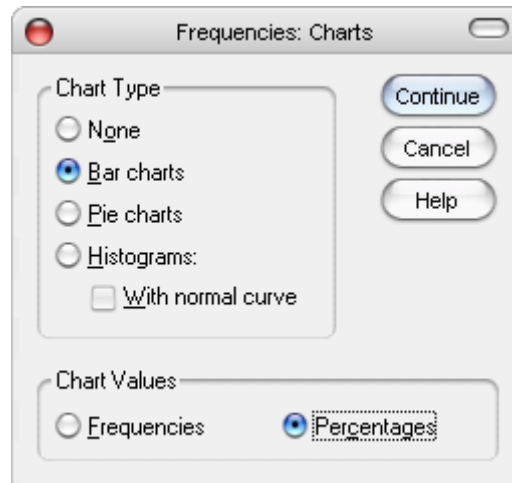 Frequencies: Charts
Chart Type
None
Bar charts
Pie charts
Histograms:
With normal curve
Continue
Cancel
Help
Chart Values
Frequencies
Percentages